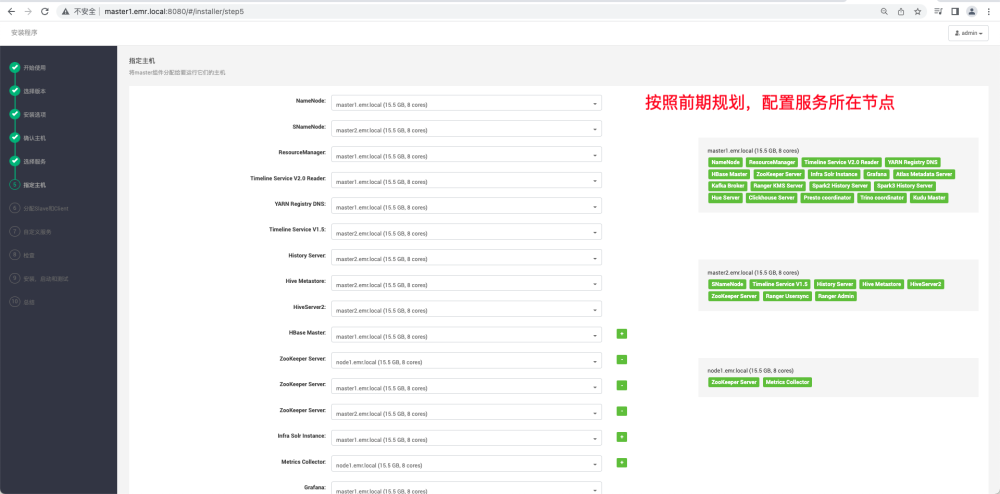 不安全 | master1.emr.local:8080/#/installer/step5
安装程序
admin
开始使用
选择版本
安装选项
确认主机
选择服务
5 指定主机
6 分配Slave和Client
7 自定义服务
8 检查
9 安装、启动和测试
10 总结
指定主机
将master组件分配给要运行它们的主机
按照前期规划，配置服务所在节点
NameNode: master1.emr.local (15.5 GB, 8 cores)
SNameNode: master2.emr.local (15.5 GB, 8 cores)
ResourceManager: master1.emr.local (15.5 GB, 8 cores)
Timeline Service V2.0 Reader: master1.emr.local (15.5 GB, 8 cores)
YARN Registry DNS: master1.emr.local (15.5 GB, 8 cores)
Timeline Service V1.5: master2.emr.local (15.5 GB, 8 cores)
History Server: master2.emr.local (15.5 GB, 8 cores)
Hive Metastore: master2.emr.local (15.5 GB, 8 cores)
HiveServer2: master2.emr.local (15.5 GB, 8 cores)
HBase Master: master1.emr.local (15.5 GB, 8 cores) +
ZooKeeper Server: node1.emr.local (15.5 GB, 8 cores) -
ZooKeeper Server: master1.emr.local (15.5 GB, 8 cores) -
ZooKeeper Server: master2.emr.local (15.5 GB, 8 cores) -
Infra Solr Instance: master1.emr.local (15.5 GB, 8 cores) +
Metrics Collector: node1.emr.local (15.5 GB, 8 cores) +
Grafana: master1.emr.local (15.5 GB, 8 cores)
master1.emr.local (15.5 GB, 8 cores)
NameNode ResourceManager Timeline Service V2.0 Reader YARN Registry DNS
HBase Master ZooKeeper Server Infra Solr Instance Grafana Atlas Metadata Server
Kafka Broker Ranger KMS Server Spark2 History Server Spark3 History Server
Hue Server Clickhouse Server Presto coordinator Trino coordinator Kudu Master
master2.emr.local (15.5 GB, 8 cores)
SNameNode Timeline Service V1.5 History Server Hive Metastore HiveServer2
ZooKeeper Server Ranger Usersync Ranger Admin
node1.emr.local (15.5 GB, 8 cores)
ZooKeeper Server Metrics Collector